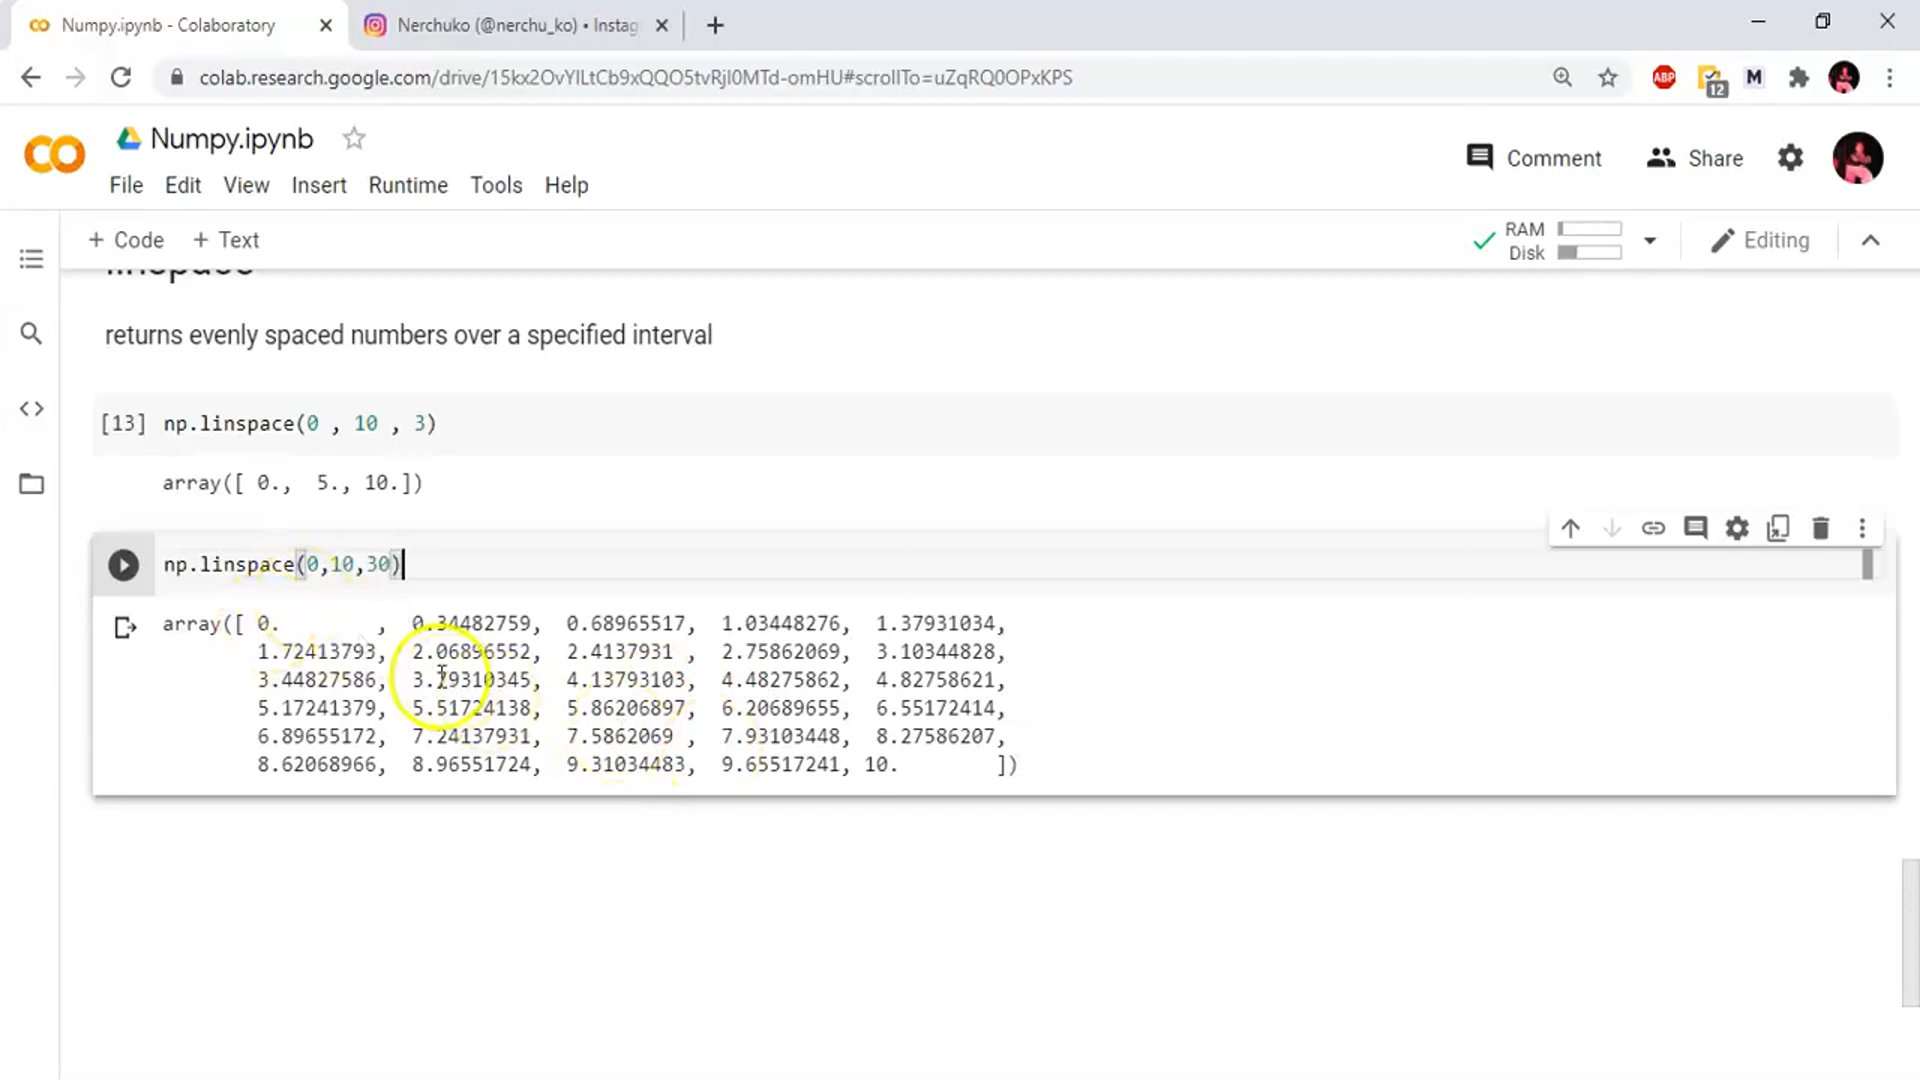 Numpy.ipynb - Colaboratory
Nerchuko (@nerchu_ko) • Instag
colab.research.google.com/drive/15kx2OvYlLtCb9xQQO5tvRjl0MTd-omHU#scrollTo=uZqRQ0OPxKPS
ABP
12
M
Numpy.ipynb
Comment
Share
File Edit View Insert Runtime Tools Help
+ Code + Text
RAM
Disk
Editing
linspace
returns evenly spaced numbers over a specified interval
[13] np.linspace(0 , 10 , 3)
array([ 0.,  5., 10.])
np.linspace(0,10,30)
array([ 0.        ,  0.34482759,  0.68965517,  1.03448276,  1.37931034,
1.72413793,  2.06896552,  2.4137931 ,  2.75862069,  3.10344828,
3.44827586,  3.79310345,  4.13793103,  4.48275862,  4.82758621,
5.17241379,  5.51724138,  5.86206897,  6.20689655,  6.55172414,
6.89655172,  7.24137931,  7.5862069 ,  7.93103448,  8.27586207,
8.62068966,  8.96551724,  9.31034483,  9.65517241, 10.        ])